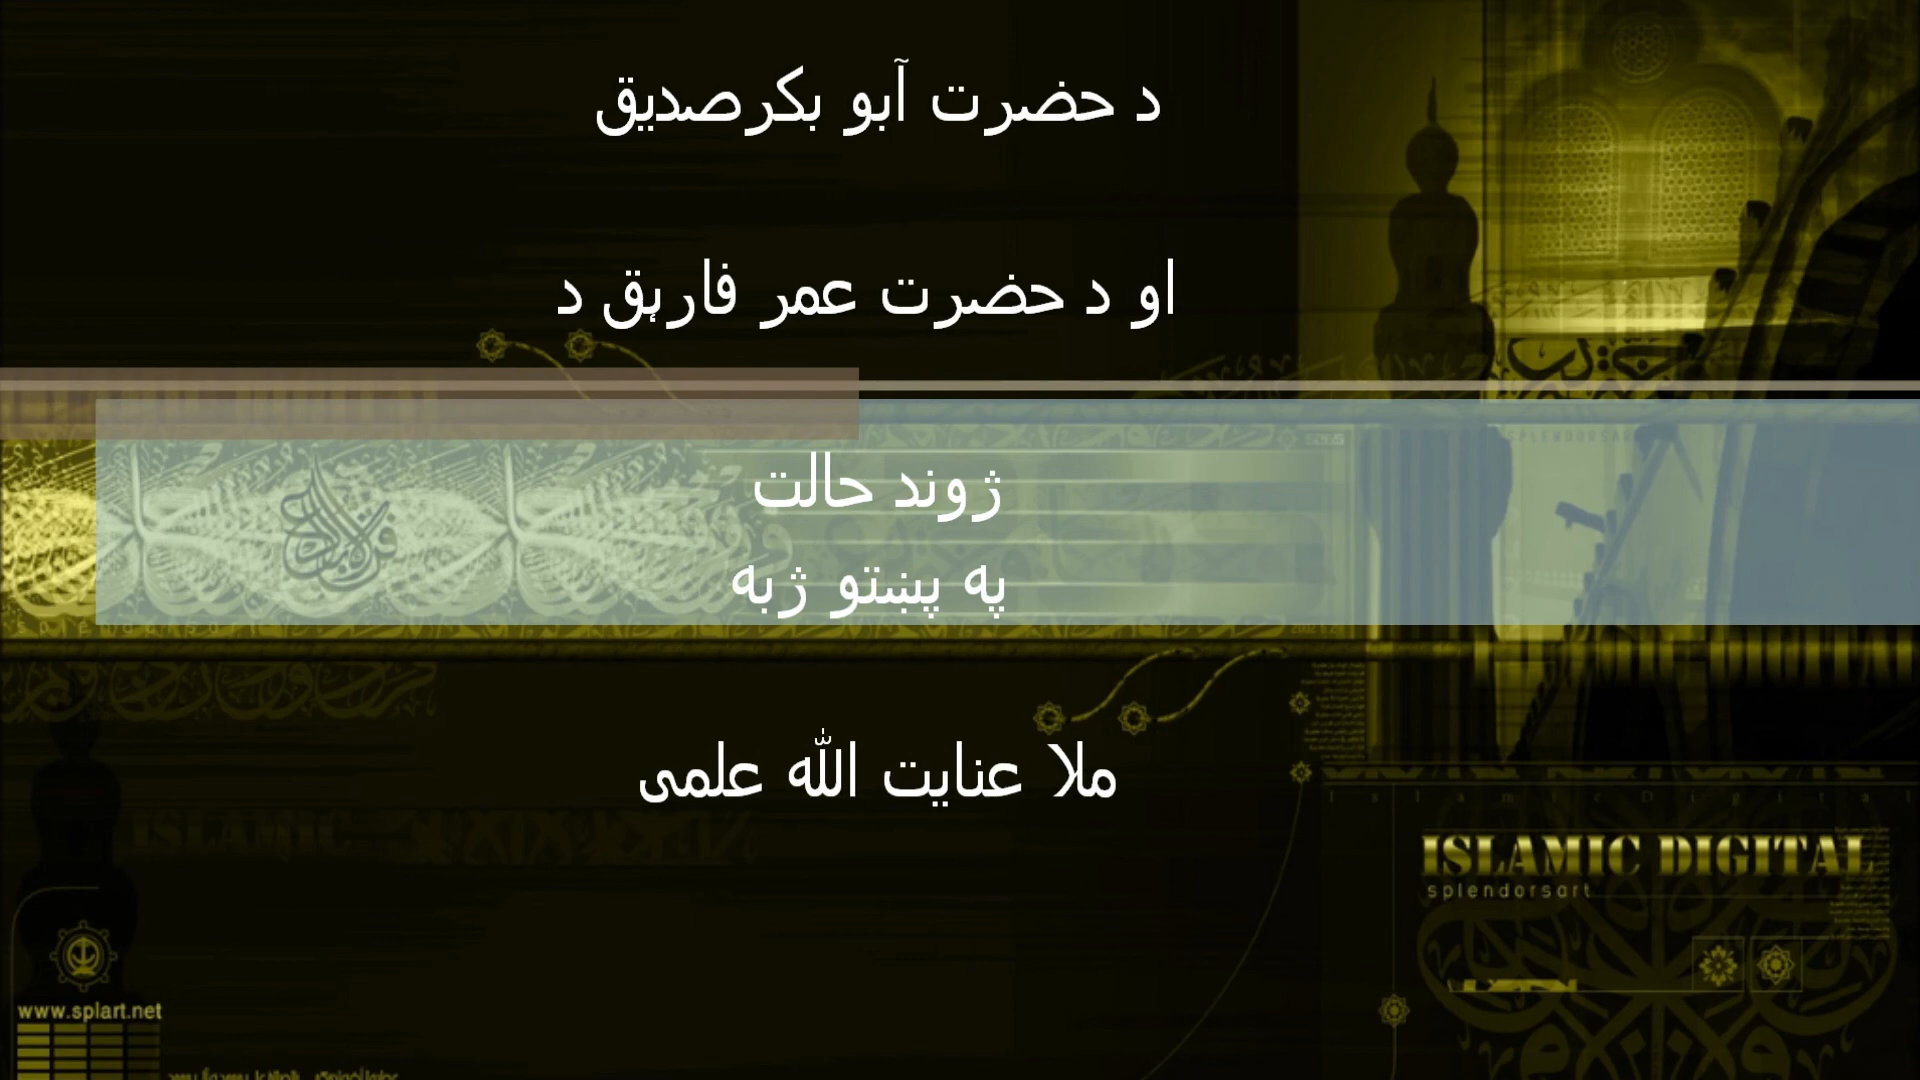 د حضرت آبو بکرصدیق
او د حضرت عمر فارېق د
ژوند حالت
په پښتو ژبه
ملا عنایت الله علمی
ISLAMIC DIGITAL
splendorsart
www.splart.net